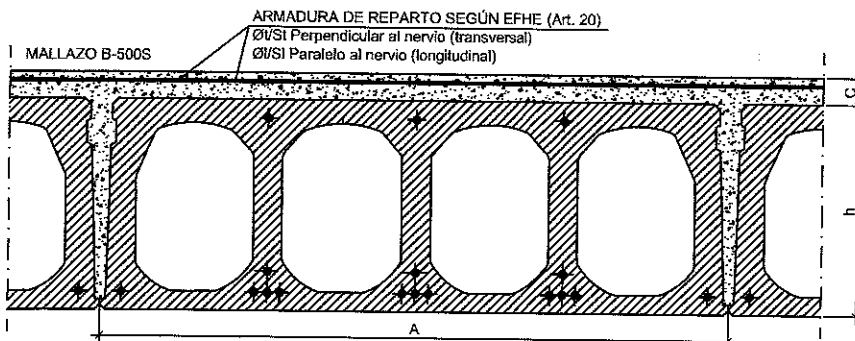 ARMADURA DE REPARTO SEGÚN EFHE (Art. 20)
Øt/St Perpendicular al nervio (transversal)
Øl/Sl Paralelo al nervio (longitudinal)
MALLAZO B-500S
C
h
A